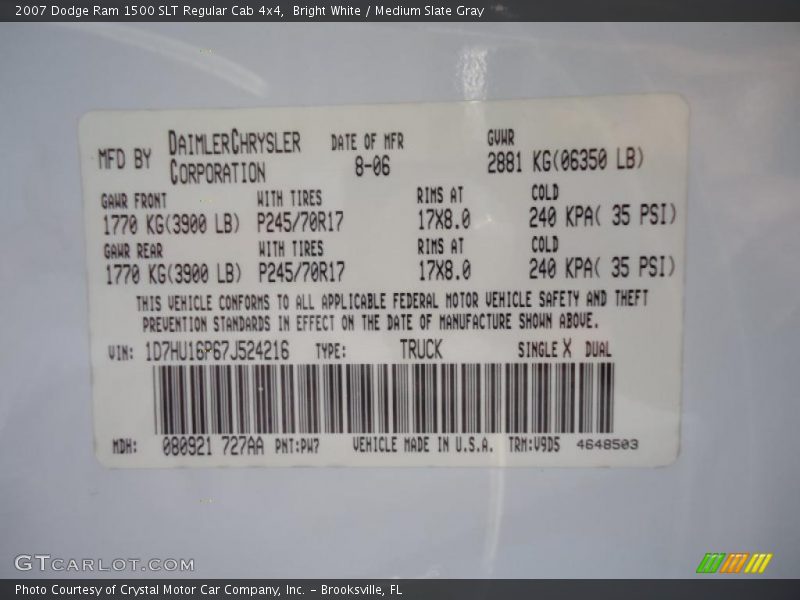 2007 Dodge Ram 1500 SLT Regular Cab 4x4,  Bright White / Medium Slate Gray
MFD BY DAIMLERCHRYSLER CORPORATION DATE OF MFR 8-06 GVWR 2881 KG(06350 LB)
GAWR FRONT WITH TIRES RIMS AT COLD
1770 KG(3900 LB) P245/70R17 17X8.0 240 KPA( 35 PSI)
GAWR REAR WITH TIRES RIMS AT COLD
1770 KG(3900 LB) P245/70R17 17X8.0 240 KPA( 35 PSI)
THIS VEHICLE CONFORMS TO ALL APPLICABLE FEDERAL MOTOR VEHICLE SAFETY AND THEFT
PREVENTION STANDARDS IN EFFECT ON THE DATE OF MANUFACTURE SHOWN ABOVE.
VIN: 1D7HU16P67J524216 TYPE: TRUCK SINGLE X DUAL
MDH: 080921 727AA PNT:PW7 VEHICLE MADE IN U.S.A. TRM:V9D5 4648503
GTCARLOT.COM
Photo Courtesy of Crystal Motor Car Company, Inc. – Brooksville, FL